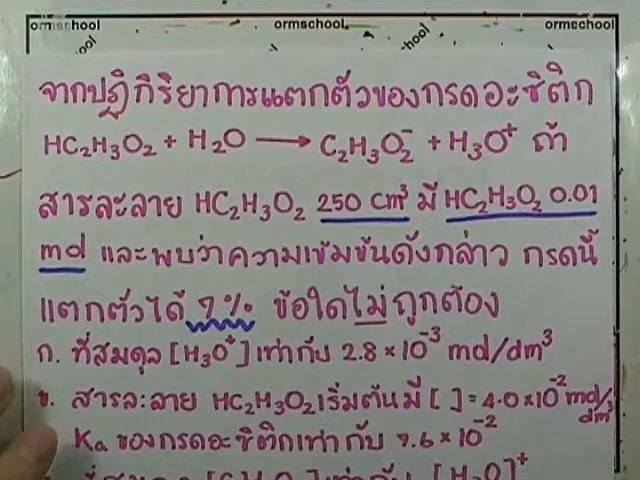 ormschool ormschool ormschool
ool hool
จากปฏิกิริยาการแตกตัวของกรดอะซิติก
HC₂H₃O₂ + H₂O ⟶ C₂H₃O₂⁻ + H₃O⁺ ถ้า
สารละลาย HC₂H₃O₂ 250 cm³ มี HC₂H₃O₂ 0.01
mol และพบว่าความเข้มข้นดังกล่าว กรดนี้
แตกตัวได้ 7% ข้อใดไม่ถูกต้อง
ก. ที่สมดุล [H₃O⁺] เท่ากับ 2.8 × 10⁻³ mol/dm³
ข. สารละลาย HC₂H₃O₂ เริ่มต้นมี [ ] = 4.0 × 10⁻² mol/dm³
Ka ของกรดอะซิติกเท่ากับ 9.6 × 10⁻²